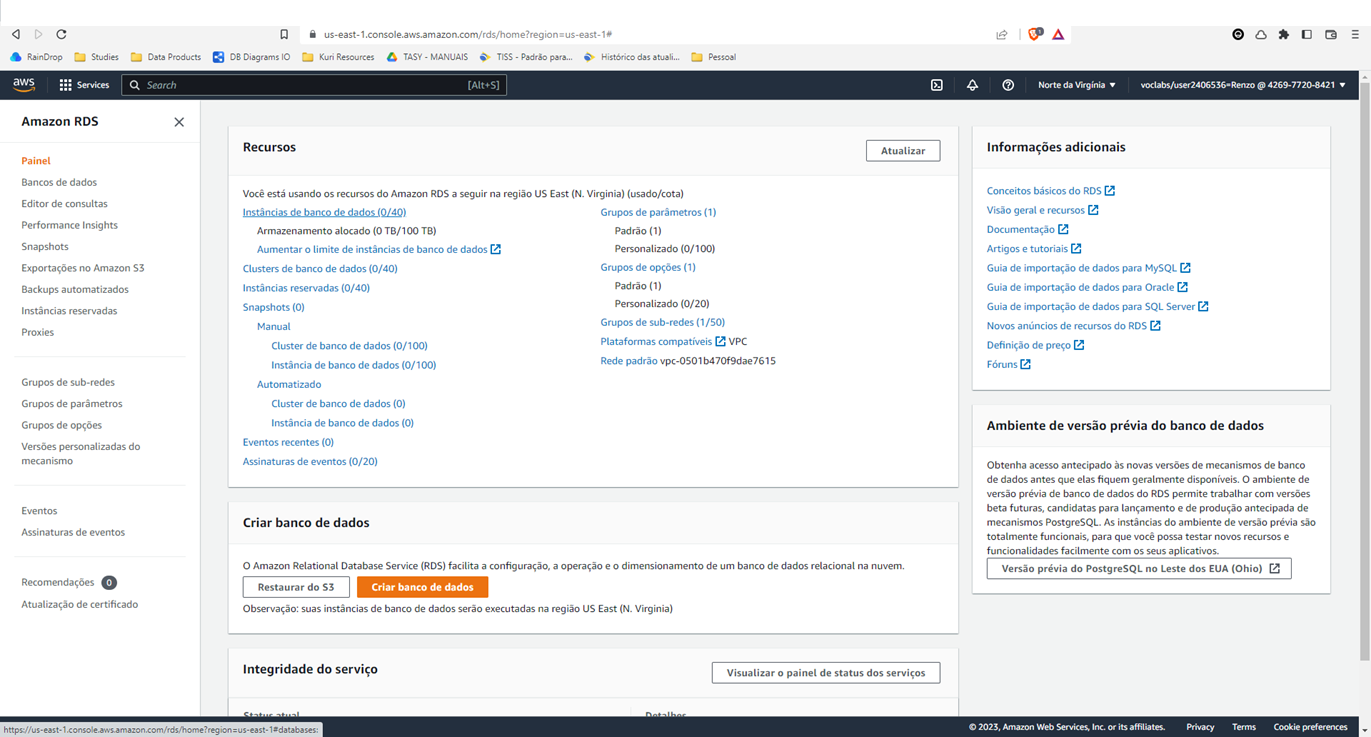 us-east-1.console.aws.amazon.com/rds/home?region=us-east-1#
RainDrop Studies Data Products DB Diagrams IO Kuri Resources TASY - MANUAIS TISS - Padrão para... Histórico das atuali... Pessoal
aws Services Search [Alt+S] Norte da Virgínia voclabs/user2406536=Renzo @ 4269-7720-8421
Amazon RDS
Painel
Bancos de dados
Editor de consultas
Performance Insights
Snapshots
Exportações no Amazon S3
Backups automatizados
Instâncias reservadas
Proxies
Grupos de sub-redes
Grupos de parâmetros
Grupos de opções
Versões personalizadas do
mecanismo
Eventos
Assinaturas de eventos
Recomendações 0
Atualização de certificado
Recursos
Atualizar
Você está usando os recursos do Amazon RDS a seguir na região US East (N. Virginia) (usado/cota)
Instâncias de banco de dados (0/40)
Armazenamento alocado (0 TB/100 TB)
Aumentar o limite de instâncias de banco de dados
Clusters de banco de dados (0/40)
Instâncias reservadas (0/40)
Snapshots (0)
Manual
Cluster de banco de dados (0/100)
Instância de banco de dados (0/100)
Automatizado
Cluster de banco de dados (0)
Instância de banco de dados (0)
Eventos recentes (0)
Assinaturas de eventos (0/20)
Grupos de parâmetros (1)
Padrão (1)
Personalizado (0/100)
Grupos de opções (1)
Padrão (1)
Personalizado (0/20)
Grupos de sub-redes (1/50)
Plataformas compatíveis VPC
Rede padrão vpc-0501b470f9dae7615
Criar banco de dados
O Amazon Relational Database Service (RDS) facilita a configuração, a operação e o dimensionamento de um banco de dados relacional na nuvem.
Restaurar do S3 Criar banco de dados
Observação: suas instâncias de banco de dados serão executadas na região US East (N. Virginia)
Integridade do serviço
Visualizar o painel de status dos serviços
Status atual Detalhes
Informações adicionais
Conceitos básicos do RDS
Visão geral e recursos
Documentação
Artigos e tutoriais
Guia de importação de dados para MySQL
Guia de importação de dados para Oracle
Guia de importação de dados para SQL Server
Novos anúncios de recursos do RDS
Definição de preço
Fóruns
Ambiente de versão prévia do banco de dados
Obtenha acesso antecipado às novas versões de mecanismos de banco
de dados antes que elas fiquem geralmente disponíveis. O ambiente de
versão prévia de banco de dados do RDS permite trabalhar com versões
beta futuras, candidatas para lançamento e de produção antecipada de
mecanismos PostgreSQL. As instâncias do ambiente de versão prévia são
totalmente funcionais, para que você possa testar novos recursos e
funcionalidades facilmente com os seus aplicativos.
Versão prévia do PostgreSQL no Leste dos EUA (Ohio)
https://us-east-1.console.aws.amazon.com/rds/home?region=us-east-1#databases:
© 2023, Amazon Web Services, Inc. or its affiliates. Privacy Terms Cookie preferences